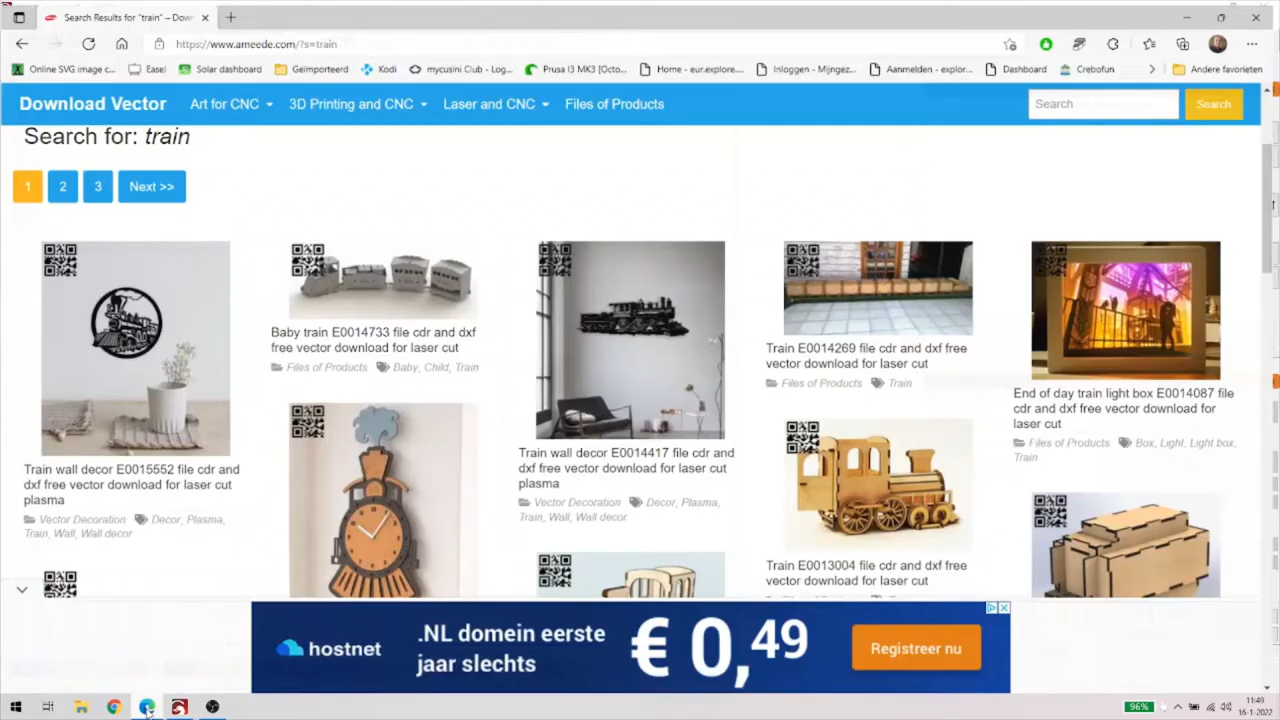 Search Results for "train" – Dow
https://www.ameede.com/?s=train
Online SVG image c...
Easel
Solar dashboard
Geïmporteerd
Kodi
mycusini Club - Log...
Prusa I3 MK3 [Octo...
Home - eur.explore....
Inloggen - Mijngez...
Aanmelden - explor...
Dashboard
Crebofun
Andere favorieten
Download Vector
Art for CNC
3D Printing and CNC
Laser and CNC
Files of Products
Search
Search
Search for: train
1
2
3
Next >>
Train wall decor E0015552 file cdr and
dxf free vector download for laser cut
plasma
Vector Decoration
Decor, Plasma,
Train, Wall, Wall decor
Baby train E0014733 file cdr and dxf
free vector download for laser cut
Files of Products
Baby, Child, Train
Train wall decor E0014417 file cdr and
dxf free vector download for laser cut
plasma
Vector Decoration
Decor, Plasma,
Train, Wall, Wall decor
Train E0014269 file cdr and dxf free
vector download for laser cut
Files of Products
Train
Train E0013004 file cdr and dxf free
vector download for laser cut
End of day train light box E0014087 file
cdr and dxf free vector download for
laser cut
Files of Products
Box, Light, Light box,
Train
hostnet
.NL domein eerste
jaar slechts
€ 0,49
Registreer nu
96%
11:49
16-1-2022